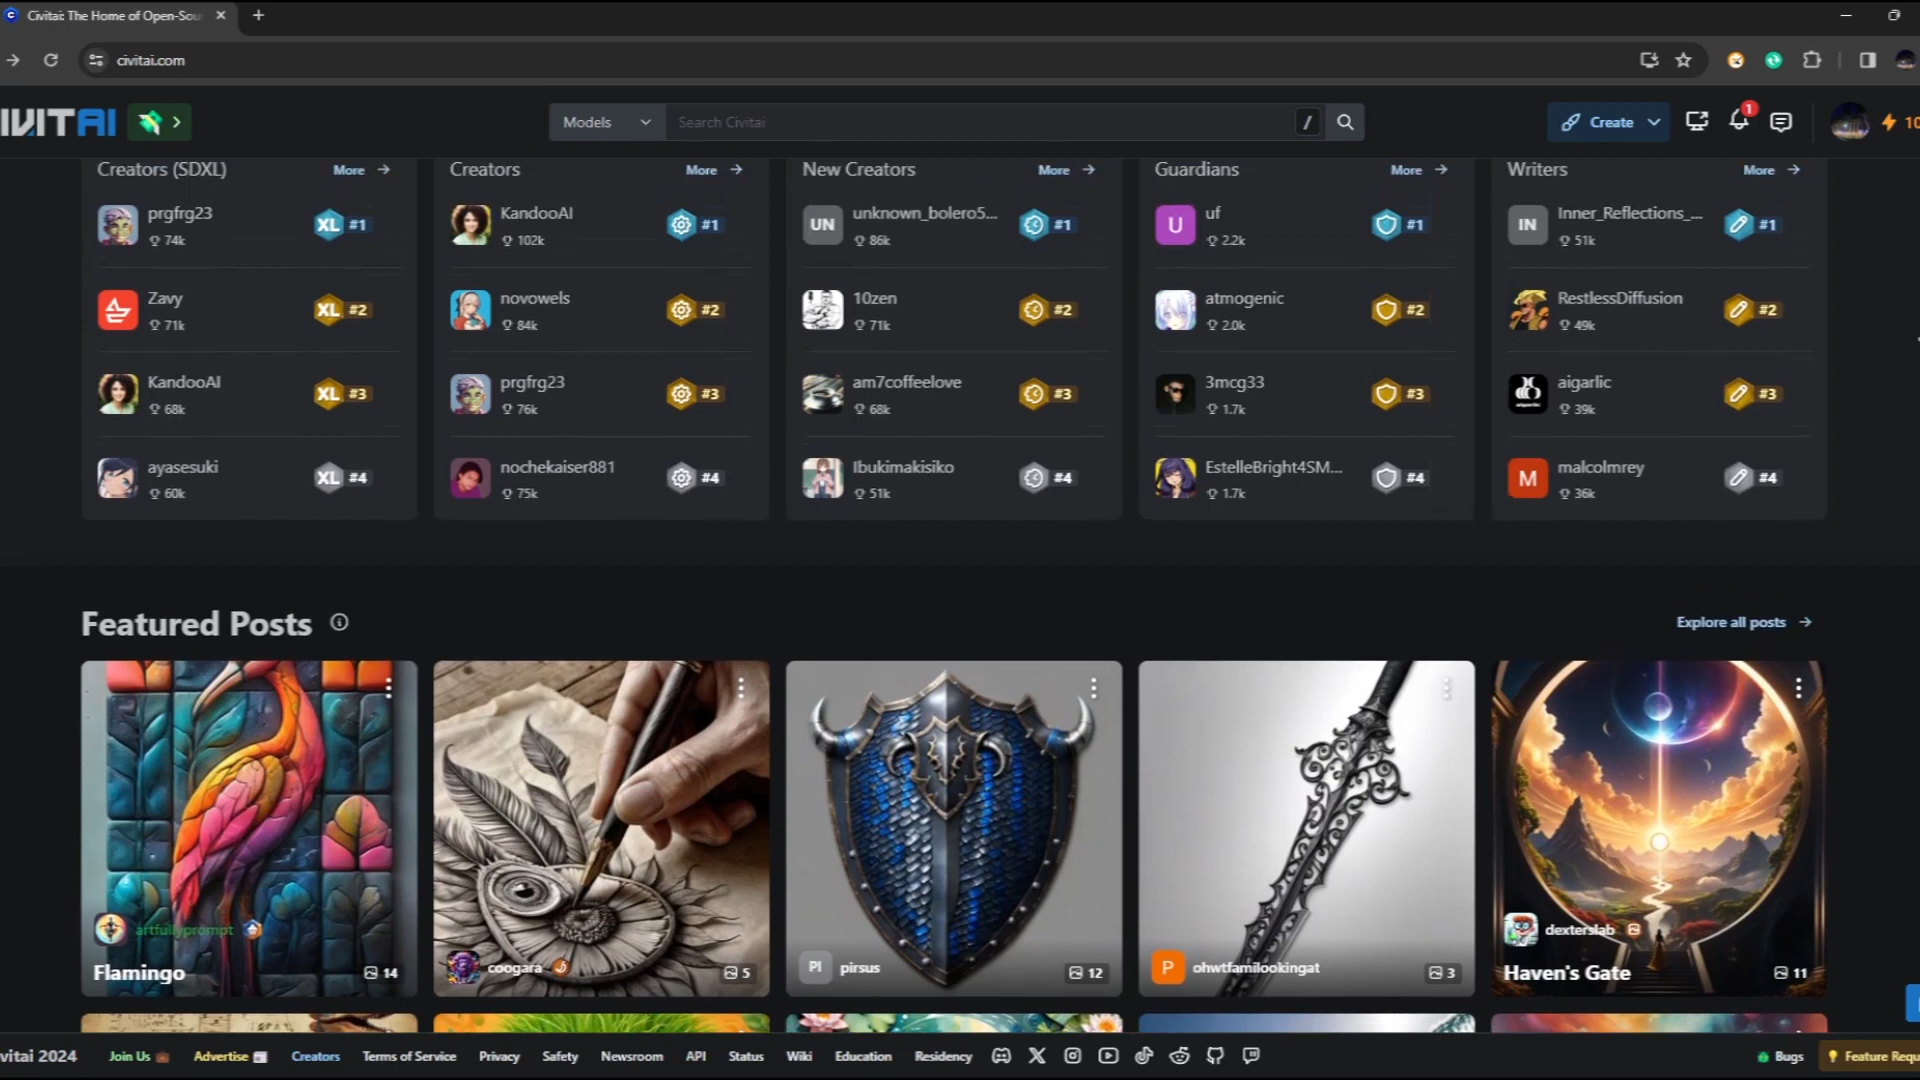 Civitai: The Home of Open-Sou
civitai.com
IVITAI
Models
Search Civitai
/
Create
1
10
Creators (SDXL) More
prgfrg23
74k
XL #1
Zavy
71k
XL #2
KandooAI
68k
XL #3
ayasesuki
60k
XL #4
Creators More
KandooAI
102k
#1
novowels
84k
#2
prgfrg23
76k
#3
nochekaiser881
75k
#4
New Creators More
UN
unknown_bolero5...
86k
#1
10zen
71k
#2
am7coffeelove
68k
#3
Ibukimakisiko
51k
#4
Guardians More
U
uf
2.2k
#1
atmogenic
2.0k
#2
3mcg33
1.7k
#3
EstelleBright4SM...
1.7k
#4
Writers More
IN
Inner_Reflections_...
51k
#1
RestlessDiffusion
49k
#2
aigarlic
39k
#3
M
malcolmrey
36k
#4
Featured Posts
Explore all posts
artfullyprompt
Flamingo
14
coogara
5
PI
pirsus
12
P
ohwtfamilookingat
3
dexterslab
Haven's Gate
11
vitai 2024
Join Us
Advertise
Creators
Terms of Service
Privacy
Safety
Newsroom
API
Status
Wiki
Education
Residency
Bugs
Feature Requ